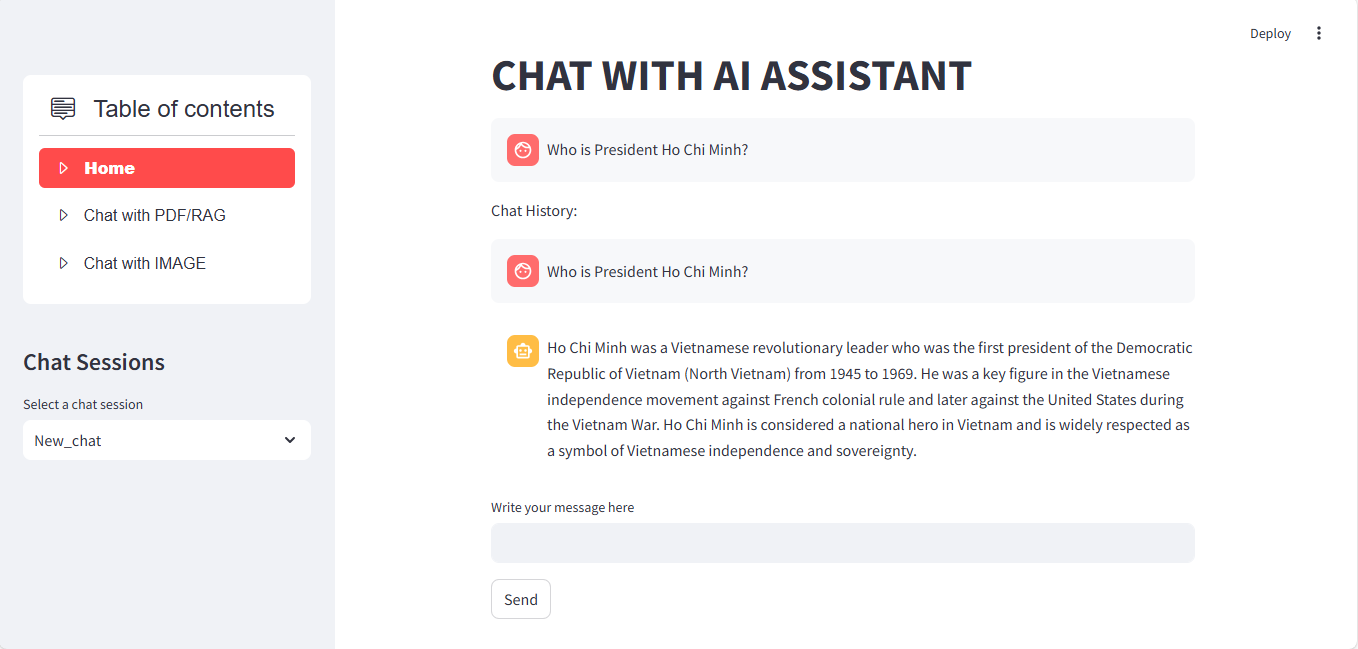 Deploy
Table of contents
Home
Chat with PDF/RAG
Chat with IMAGE
Chat Sessions
Select a chat session
New_chat
CHAT WITH AI ASSISTANT
Who is President Ho Chi Minh?
Chat History:
Who is President Ho Chi Minh?
Ho Chi Minh was a Vietnamese revolutionary leader who was the first president of the Democratic
Republic of Vietnam (North Vietnam) from 1945 to 1969. He was a key figure in the Vietnamese
independence movement against French colonial rule and later against the United States during
the Vietnam War. Ho Chi Minh is considered a national hero in Vietnam and is widely respected as
a symbol of Vietnamese independence and sovereignty.
Write your message here
Send